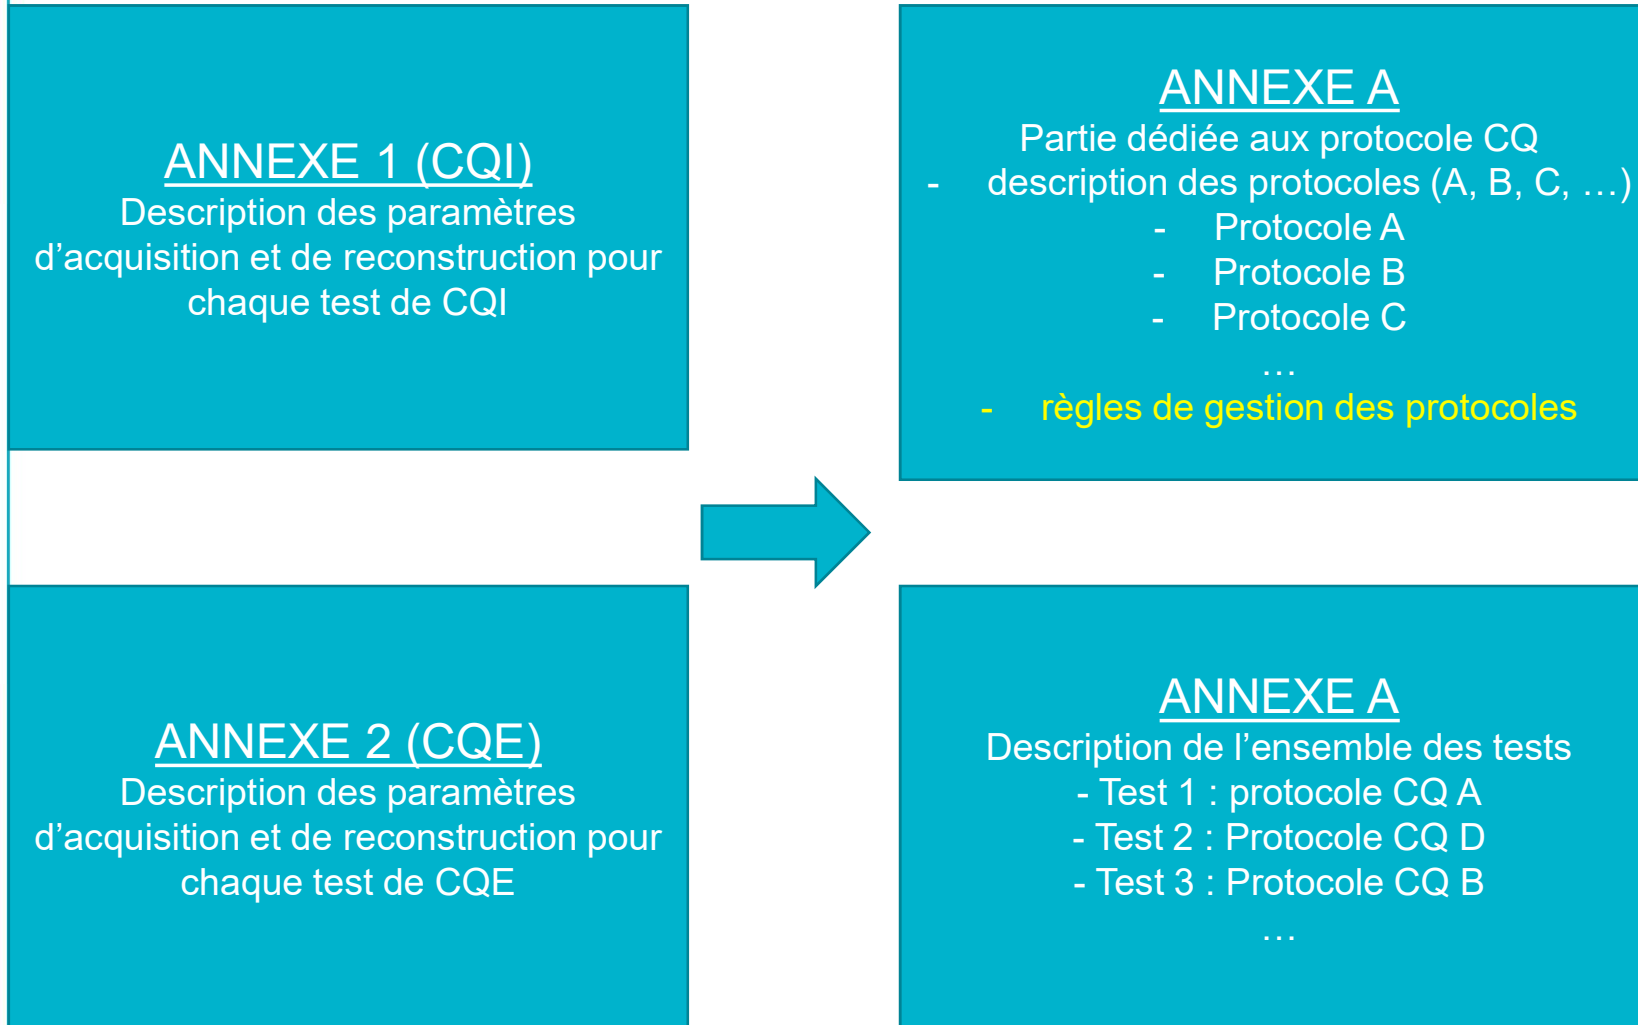 ANNEXE 1 (CQI)
Description des paramètres
d’acquisition et de reconstruction pour
chaque test de CQI
ANNEXE A
Partie dédiée aux protocole CQ
- description des protocoles (A, B, C, …)
- Protocole A
- Protocole B
- Protocole C
…
- règles de gestion des protocoles
ANNEXE 2 (CQE)
Description des paramètres
d’acquisition et de reconstruction pour
chaque test de CQE
ANNEXE A
Description de l’ensemble des tests
- Test 1 : protocole CQ A
- Test 2 : Protocole CQ D
- Test 3 : Protocole CQ B
…